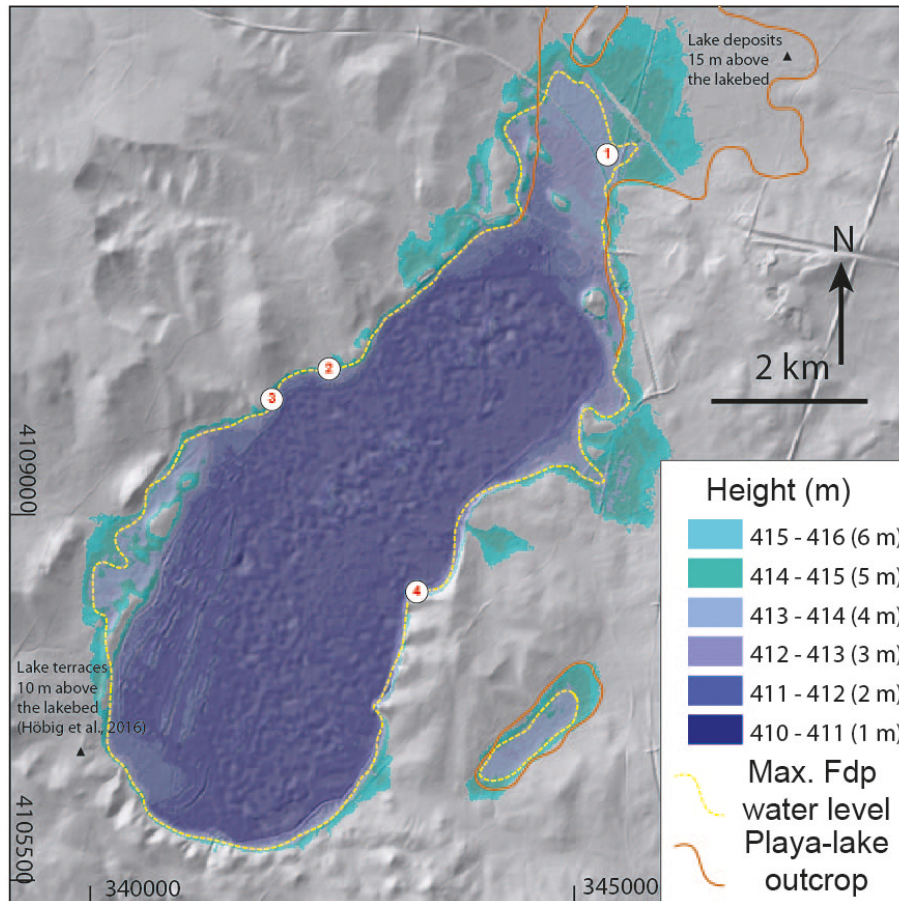 Lake deposits
15 m above
the lakebed
1
N
2 km
2
3
4109000
4
Lake terraces
10 m above
the lakebed
(Höbig et al., 2016)
4105500
340000
345000
Height (m)
415 - 416 (6 m)
414 - 415 (5 m)
413 - 414 (4 m)
412 - 413 (3 m)
411 - 412 (2 m)
410 - 411 (1 m)
Max. Fdp
water level
Playa-lake
outcrop